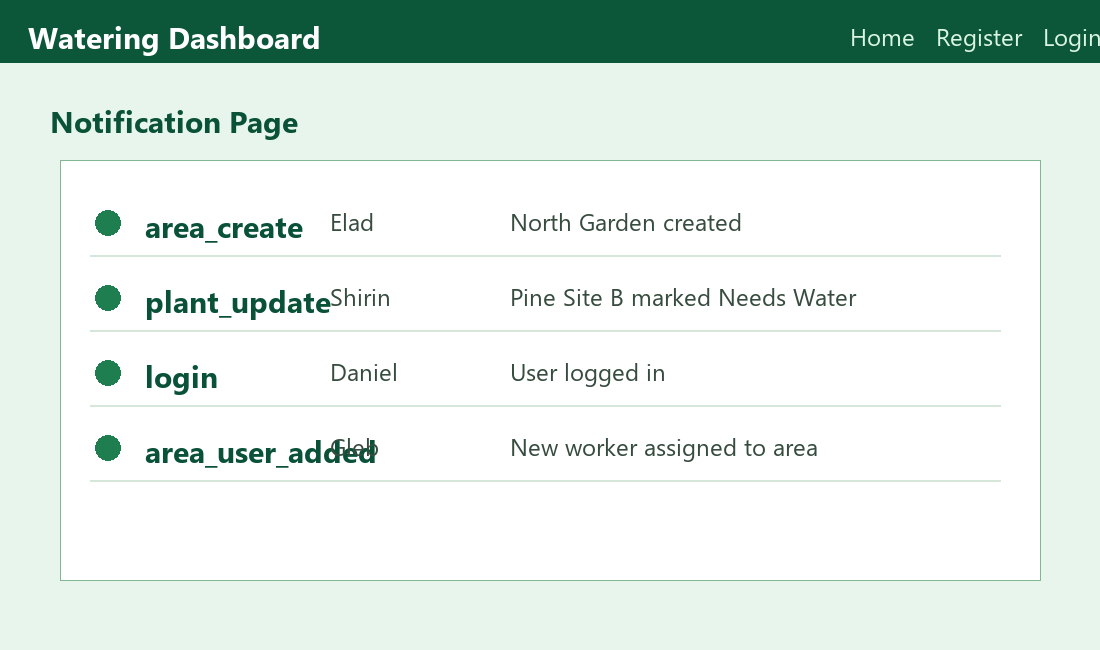 Watering Dashboard Home Register Login
Notification Page
area_create Elad North Garden created
plant_update Shirin Pine Site B marked Needs Water
login Daniel User logged in
area_user_added Gleb New worker assigned to area